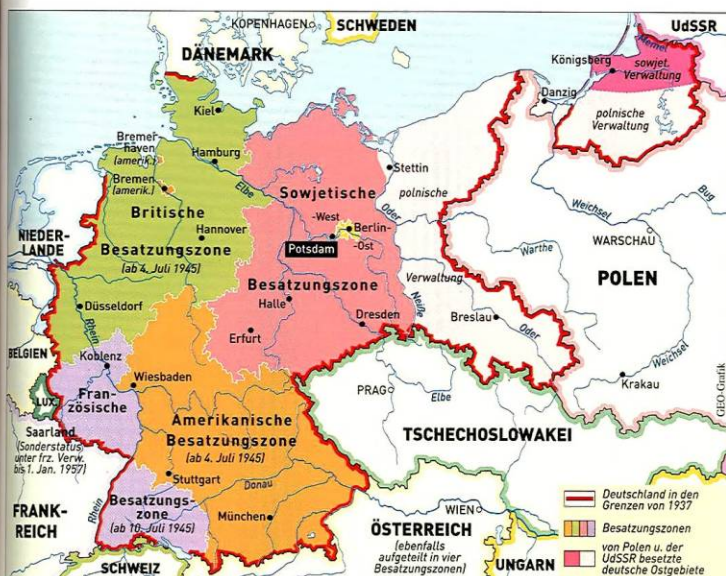 KOPENHAGEN
SCHWEDEN
UdSSR
DÄNEMARK
Memel
Königsberg
sowjet.
Verwaltung
Danzig
polnische
Verwaltung
Kiel
Bremer-
haven
(amerik.)
Hamburg
Bremen
(amerik.)
Elbe
Stettin
Sowjetische
polnische
Britische
Besatzungszone
(ab 4. Juli 1945)
Hannover
-West
Berlin-
-Ost
Potsdam
Oder
Weichsel
Bug
NIEDER-
LANDE
WARSCHAU
Warthe
Besatzungszone
Verwaltung
POLEN
Halle
Düsseldorf
Rhein
Dresden
Neiße
Breslau
Oder
Erfurt
BELGIEN
Koblenz
Weichsel
Wiesbaden
PRAG
Elbe
Krakau
GEO-Grafik
LUX.
Fran-
zösische
Amerikanische
Besatzungszone
(ab 4. Juli 1945)
TSCHECHOSLOWAKEI
Saarland
(Sonderstatus
unter frz. Verw.
bis 1. Jan. 1957)
Stuttgart
Donau
Besatzungs-
zone
(ab 10. Juli 1945)
FRANK-
REICH
Rhein
München
WIEN
ÖSTERREICH
(ebenfalls
aufgeteilt in vier
Besatzungszonen)
SCHWEIZ
UNGARN
Deutschland in den
Grenzen von 1937
Besatzungszonen
von Polen u. der
UdSSR besetzte
deutsche Ostgebiete